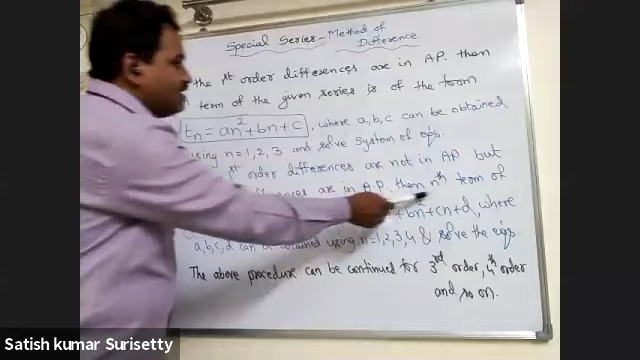 Special Series - Method of
Difference
the 1st order differences are in AP. then
term of the given series is of the form
tn = an² + bn + c, where a,b,c can be obtained
using n=1,2,3 and solve system of eqs.
1st order differences are not in AP but
are in A.P. then nth term of
+ bn + cn + d, where
a,b,c,d can be obtained using n=1,2,3,4 & solve the eqs
The above procedure can be continued for 3rd order, 4th order
and so on.
Satish kumar Surisetty